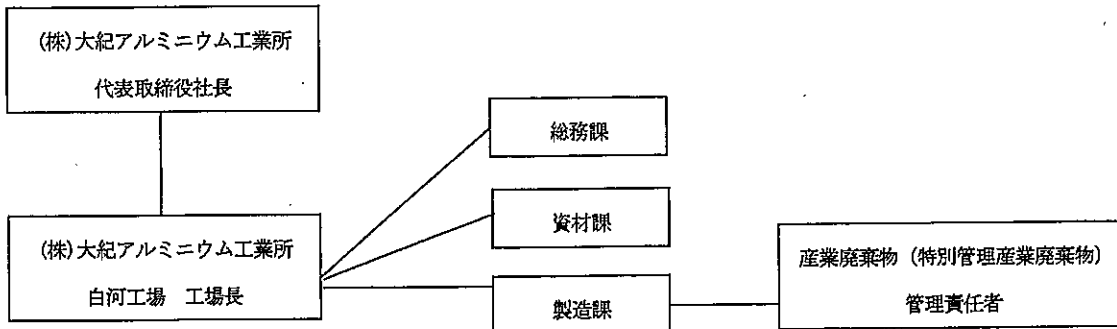 (株)大紀アルミニウム工業所
代表取締役社長
総務課
資材課
(株)大紀アルミニウム工業所
白河工場　工場長
製造課
産業廃棄物（特別管理産業廃棄物）
管理責任者